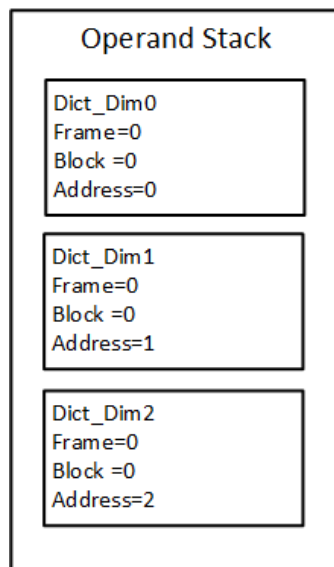 Operand Stack
Dict_Dim0
Frame=0
Block =0
Address=0
Dict_Dim1
Frame=0
Block =0
Address=1
Dict_Dim2
Frame=0
Block =0
Address=2